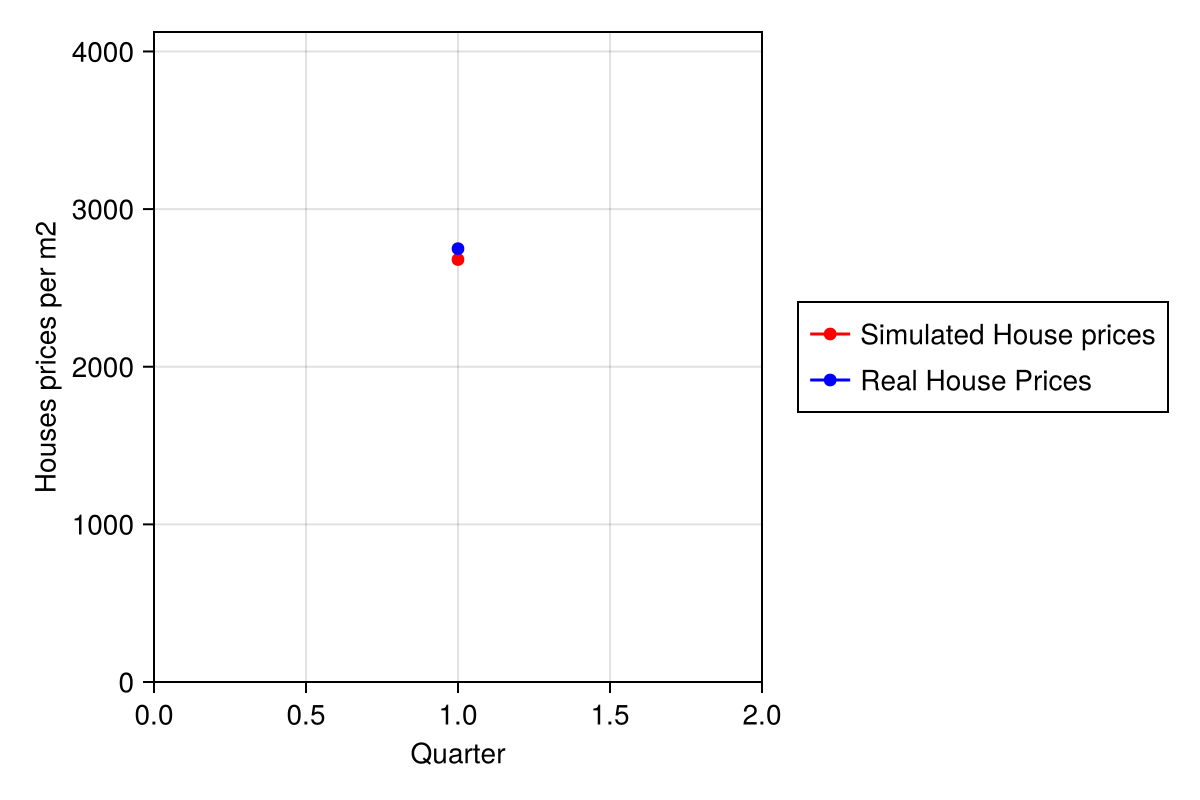 4000
3000
2000
1000
0
Houses prices per m2
0.0 0.5 1.0 1.5 2.0
Quarter
Simulated House prices
Real House Prices